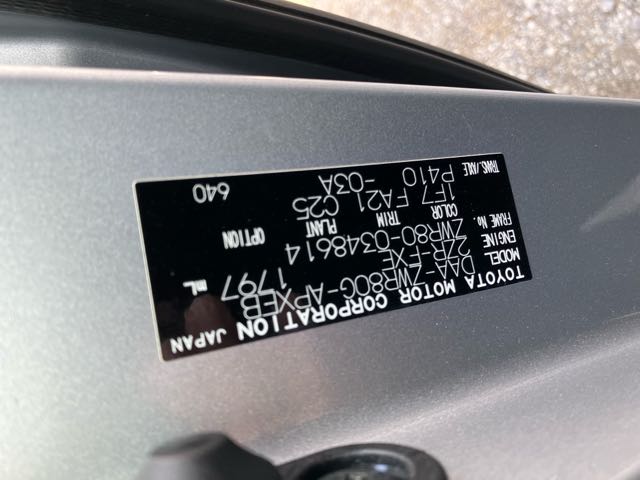 TOYOTA MOTOR CORPORATION JAPAN
MODEL DAA-ZWR80G-APXEB
ENGINE 2ZR-FXE 1797 mL
FRAME No. ZWR80-0348614
COLOR TRIM PLANT OPTION
1F7 FA21 C25
TRANS./AXLE P410 -03A
640